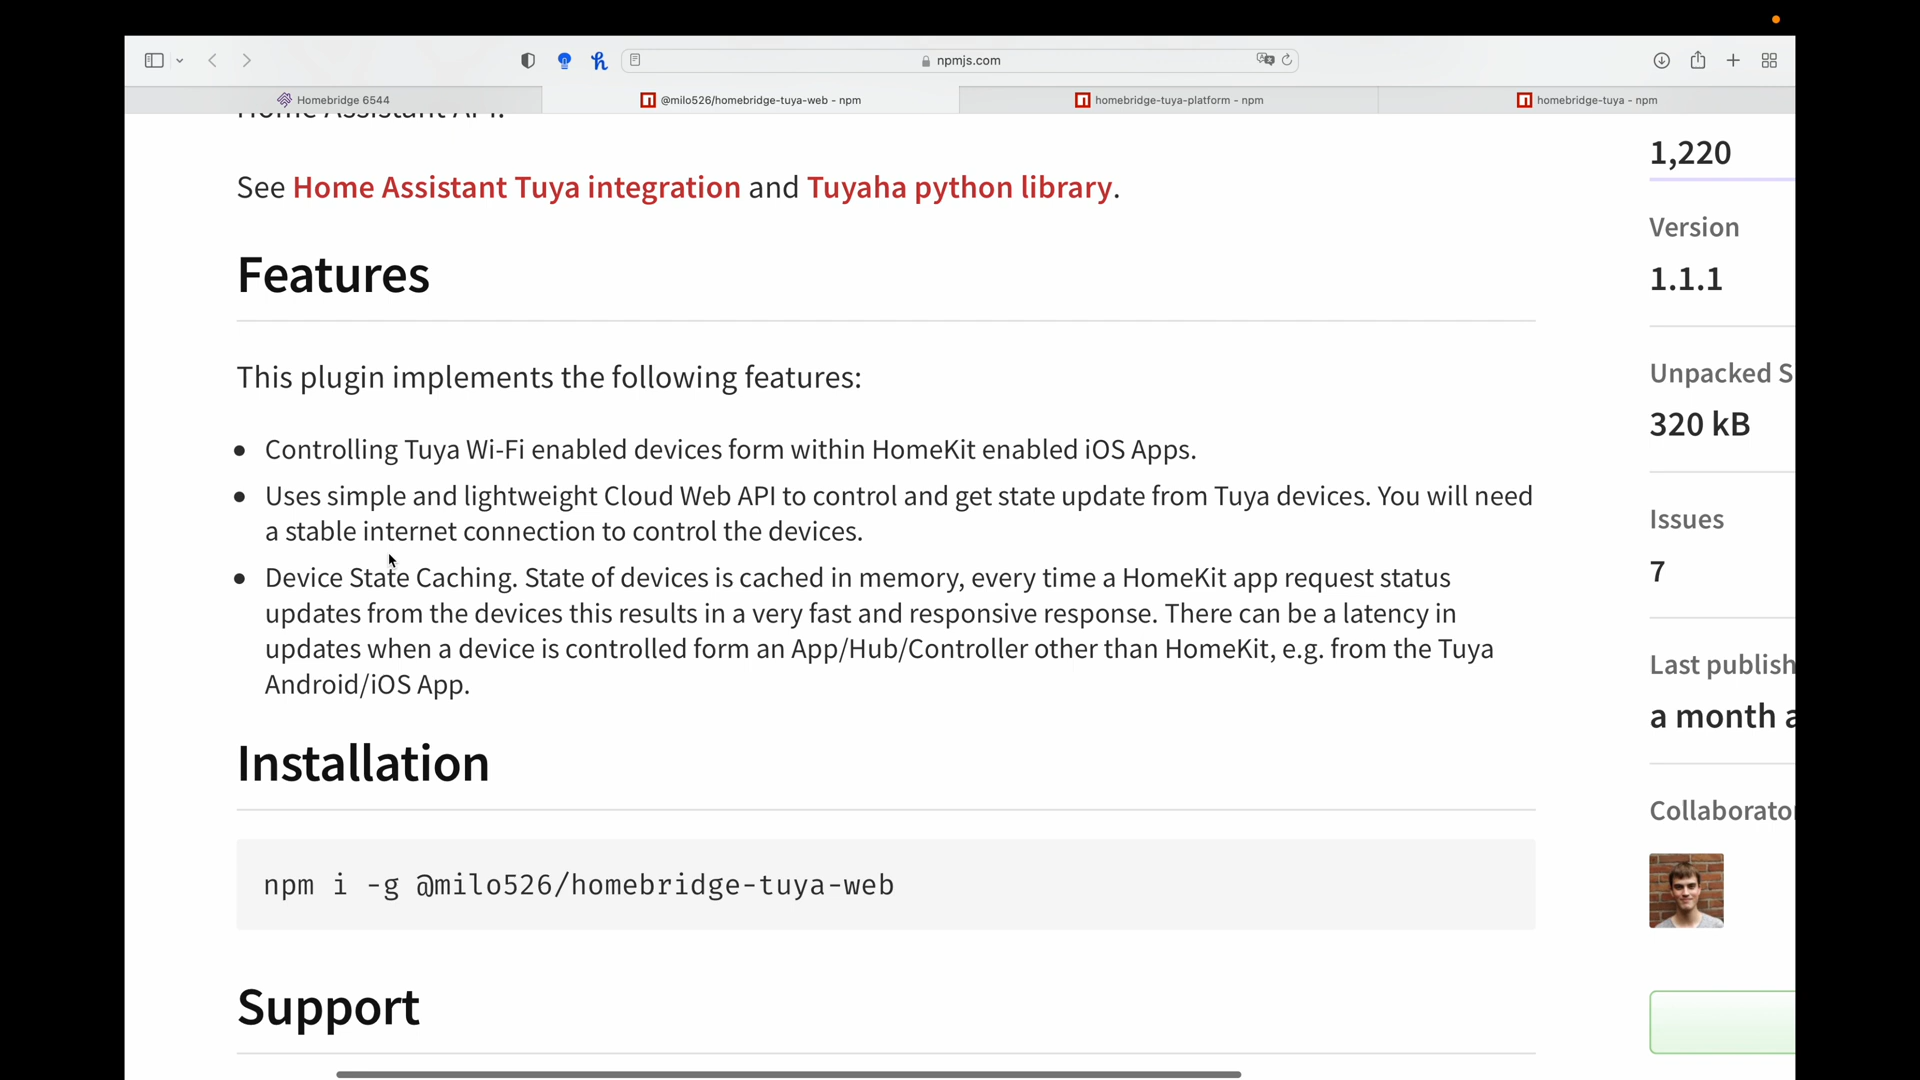 npmjs.com
Homebridge 6544
@milo526/homebridge-tuya-web - npm
homebridge-tuya-platform - npm
homebridge-tuya - npm
Home Assistant API.
See Home Assistant Tuya integration and Tuyaha python library.
Features
This plugin implements the following features:
Controlling Tuya Wi-Fi enabled devices form within HomeKit enabled iOS Apps.
Uses simple and lightweight Cloud Web API to control and get state update from Tuya devices. You will need
a stable internet connection to control the devices.
Device State Caching. State of devices is cached in memory, every time a HomeKit app request status
updates from the devices this results in a very fast and responsive response. There can be a latency in
updates when a device is controlled form an App/Hub/Controller other than HomeKit, e.g. from the Tuya
Android/iOS App.
Installation
npm i -g @milo526/homebridge-tuya-web
Support
1,220
Version
1.1.1
Unpacked S
320 kB
Issues
7
Last publish
a month a
Collaborato